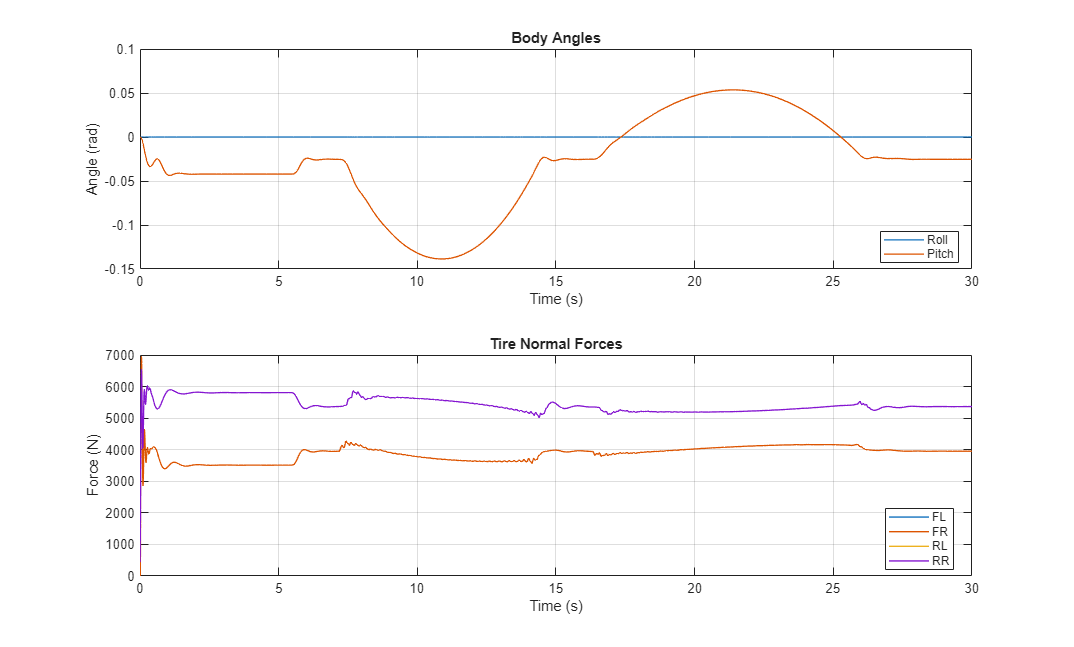 Body Angles
0.1
0.05
0
-0.05
-0.1
-0.15
Angle (rad)
0 5 10 15 20 25 30
Time (s)
Roll
Pitch
Tire Normal Forces
7000
6000
5000
4000
3000
2000
1000
0
Force (N)
0 5 10 15 20 25 30
Time (s)
FL
FR
RL
RR